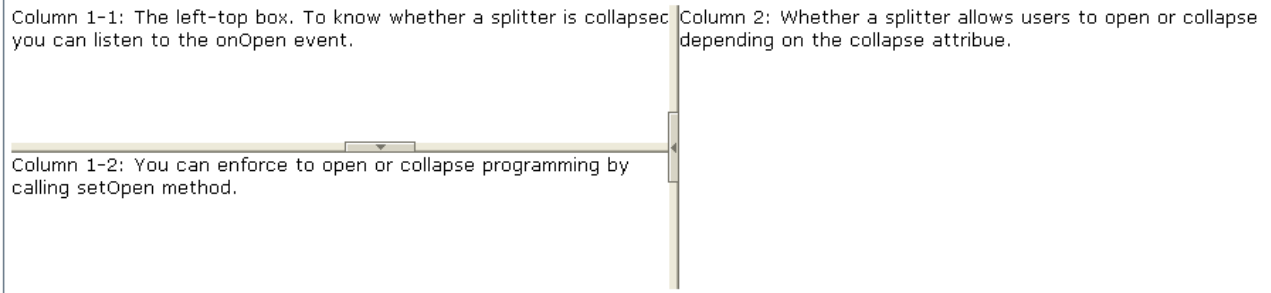 Column 1-1: The left-top box. To know whether a splitter is collapsed
you can listen to the onOpen event.
Column 1-2: You can enforce to open or collapse programming by
calling setOpen method.
Column 2: Whether a splitter allows users to open or collapse
depending on the collapse attribue.